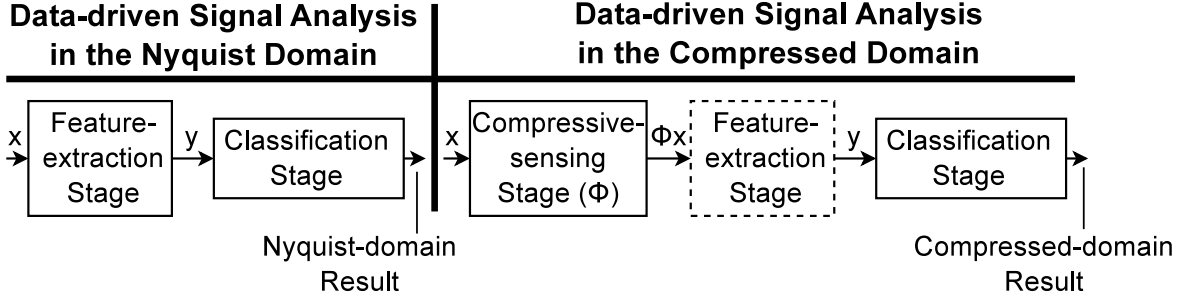 Data-driven Signal Analysis
in the Nyquist Domain
x
Feature-
extraction
Stage
y
Classification
Stage
Nyquist-domain
Result
Data-driven Signal Analysis
in the Compressed Domain
x
Compressive-
sensing
Stage (Φ)
Φx
Feature-
extraction
Stage
y
Classification
Stage
Compressed-domain
Result